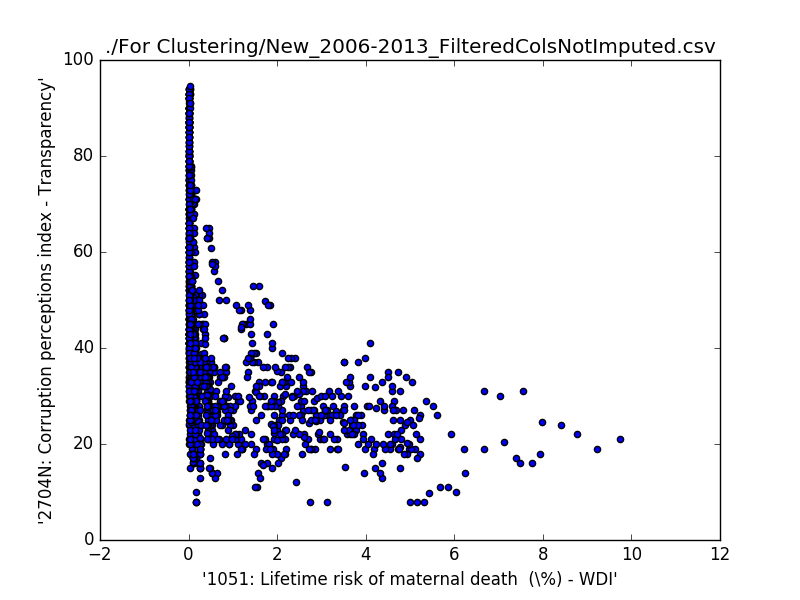 ./For Clustering/New_2006-2013_FilteredColsNotImputed.csv
100
80
60
40
20
0
'2704N: Corruption perceptions index - Transparency'
−2 0 2 4 6 8 10 12
'1051: Lifetime risk of maternal death  (\%) - WDI'